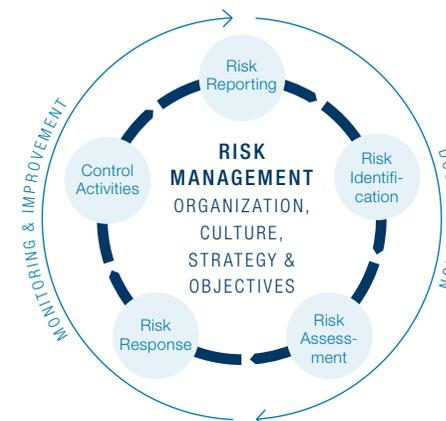 Risk
Reporting
Risk
Identifi-
cation
Risk
Assess-
ment
Risk
Response
Control
Activities
RISK
MANAGEMENT
ORGANIZATION,
CULTURE,
STRATEGY &
OBJECTIVES
MONITORING & IMPROVEMENT